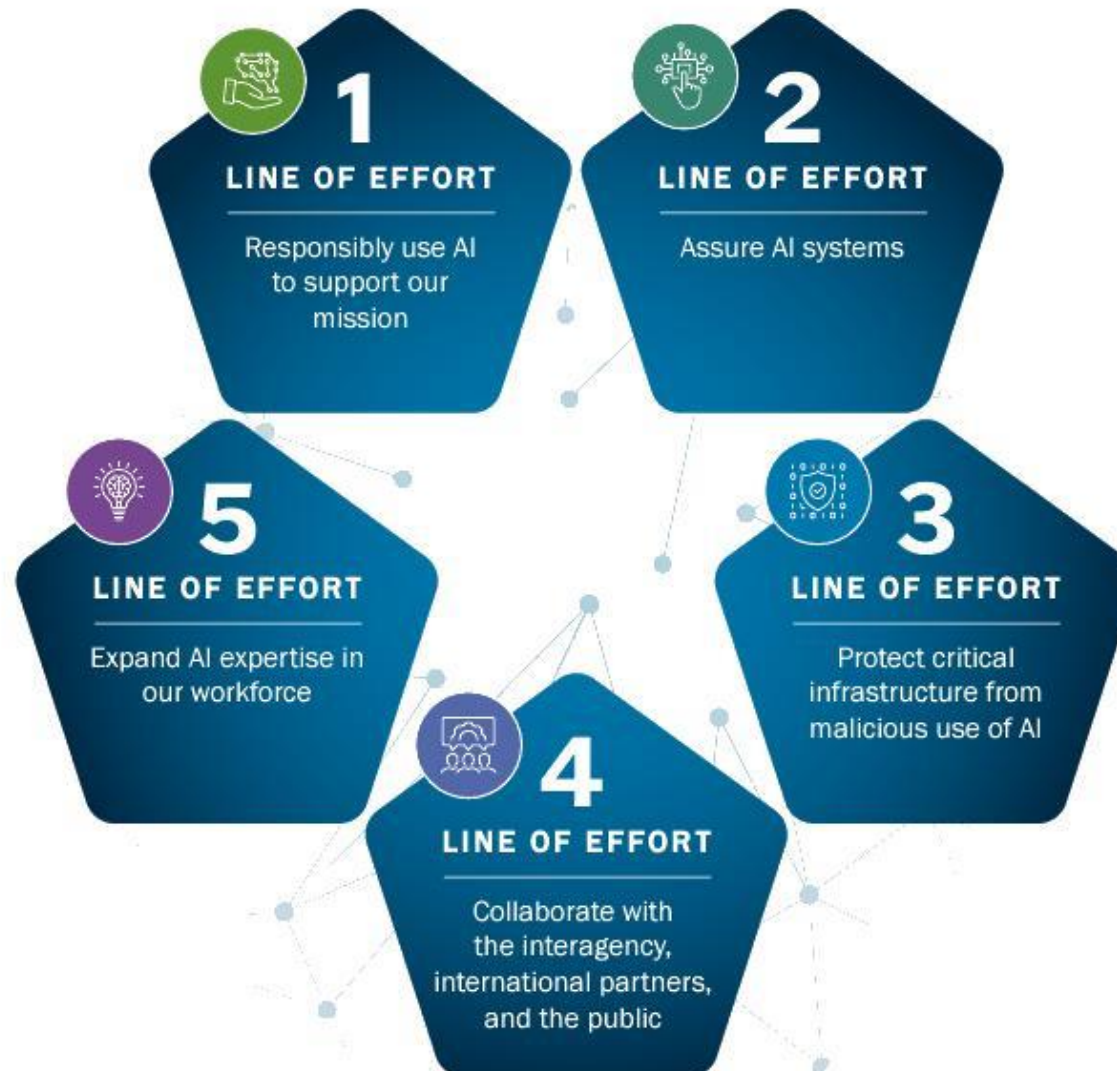 1
LINE OF EFFORT
Responsibly use AI
to support our
mission
2
LINE OF EFFORT
Assure AI systems
3
LINE OF EFFORT
Protect critical
infrastructure from
malicious use of AI
4
LINE OF EFFORT
Collaborate with
the interagency,
international partners,
and the public
5
LINE OF EFFORT
Expand AI expertise in
our workforce